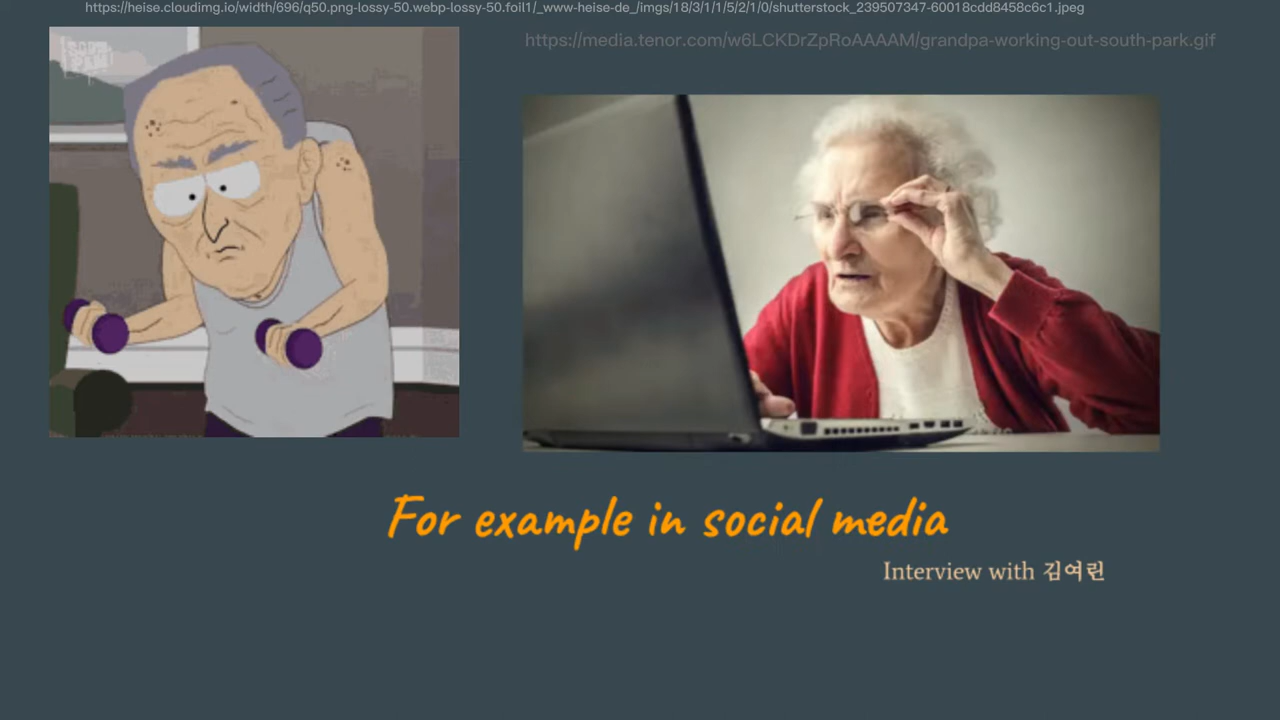 https://heise.cloudimg.io/width/696/q50.png-lossy-50.webp-lossy-50.foil1/_www-heise-de_/imgs/18/3/1/1/5/2/1/0/shutterstock_239507347-60018cdd8458c6c1.jpeg
https://media.tenor.com/w6LCKDrZpRoAAAAM/grandpa-working-out-south-park.gif
For example in social media
Interview with 김여린